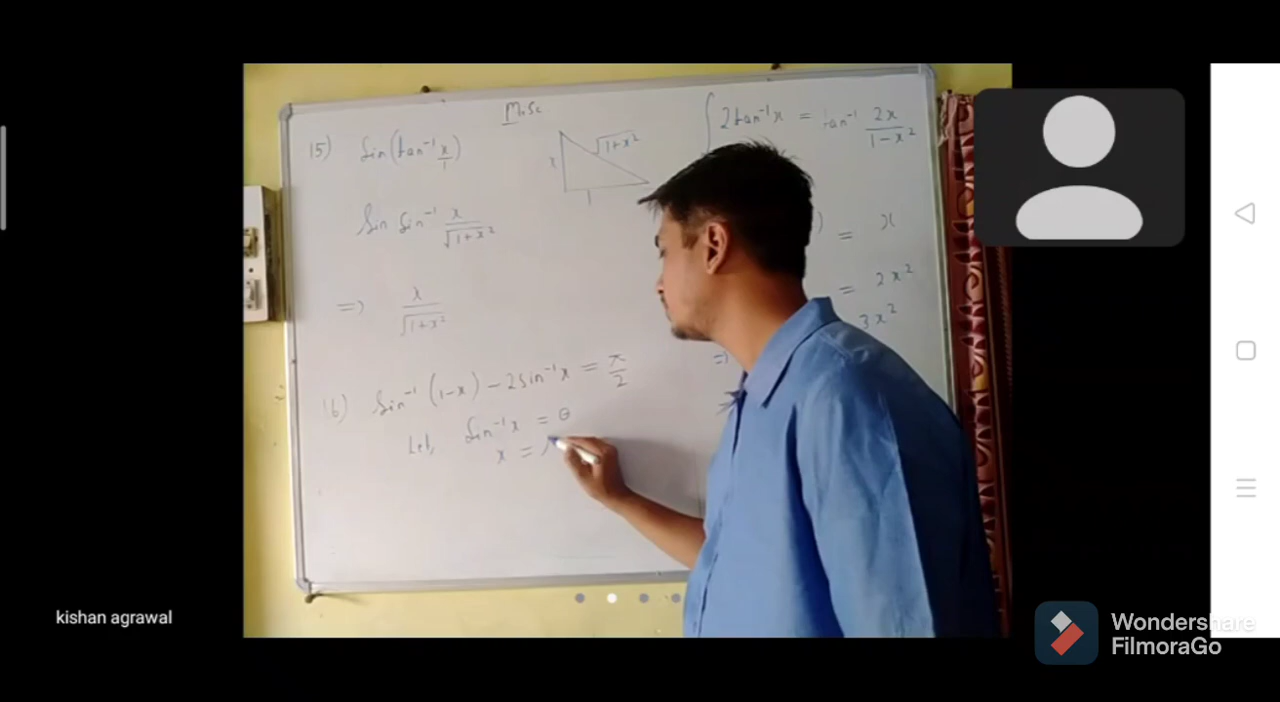 MySc
15) Sin(tan⁻¹ x/1)
x
√1+x²
1
Sin Sin⁻¹ x/√1+x²
=> x/√1+x²
16) Sin⁻¹ (1-x) - 2Sin⁻¹x = π/2
Let, Sin⁻¹x = θ
x =
2tan⁻¹x = tan⁻¹ 2x/1-x²
) = x
= 2x²
3x²
=>
kishan agrawal
Wondershare
FilmoraGo